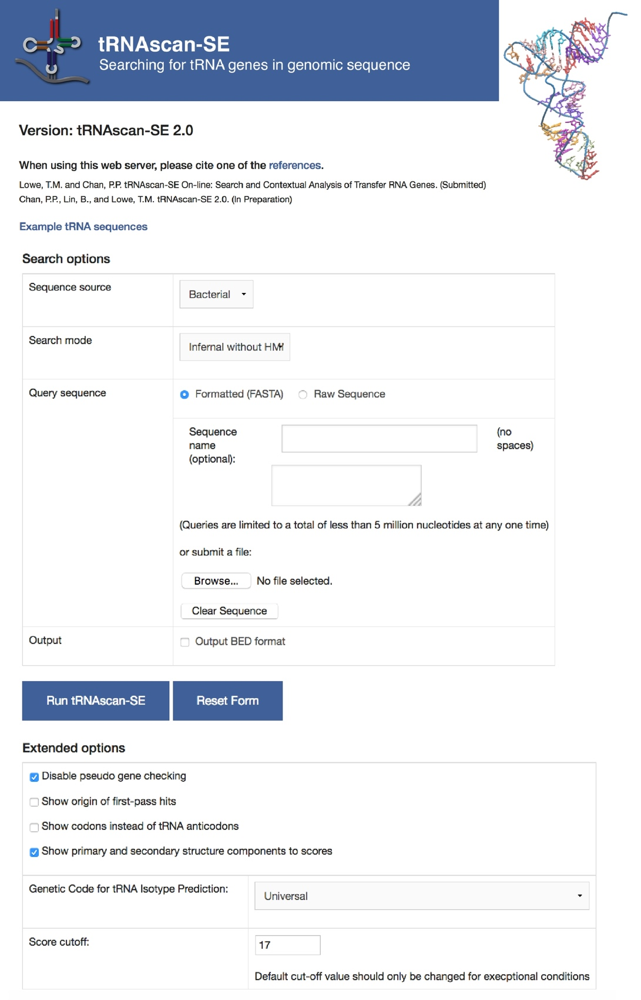 tRNAscan-SE
Searching for tRNA genes in genomic sequence
Version: tRNAscan-SE 2.0
When using this web server, please cite one of the references.
Lowe, T.M. and Chan, P.P. tRNAscan-SE On-line: Search and Contextual Analysis of Transfer RNA Genes. (Submitted)
Chan, P.P., Lin, B., and Lowe, T.M. tRNAscan-SE 2.0. (In Preparation)
Example tRNA sequences
Search options
Sequence source
Bacterial
Search mode
Infernal without HM
Query sequence
Formatted (FASTA) Raw Sequence
Sequence
name
(optional):
(no
spaces)
(Queries are limited to a total of less than 5 million nucleotides at any one time)
or submit a file:
Browse... No file selected.
Clear Sequence
Output
Output BED format
Run tRNAscan-SE
Reset Form
Extended options
Disable pseudo gene checking
Show origin of first-pass hits
Show codons instead of tRNA anticodons
Show primary and secondary structure components to scores
Genetic Code for tRNA Isotype Prediction:
Universal
Score cutoff:
17
Default cut-off value should only be changed for execptional conditions